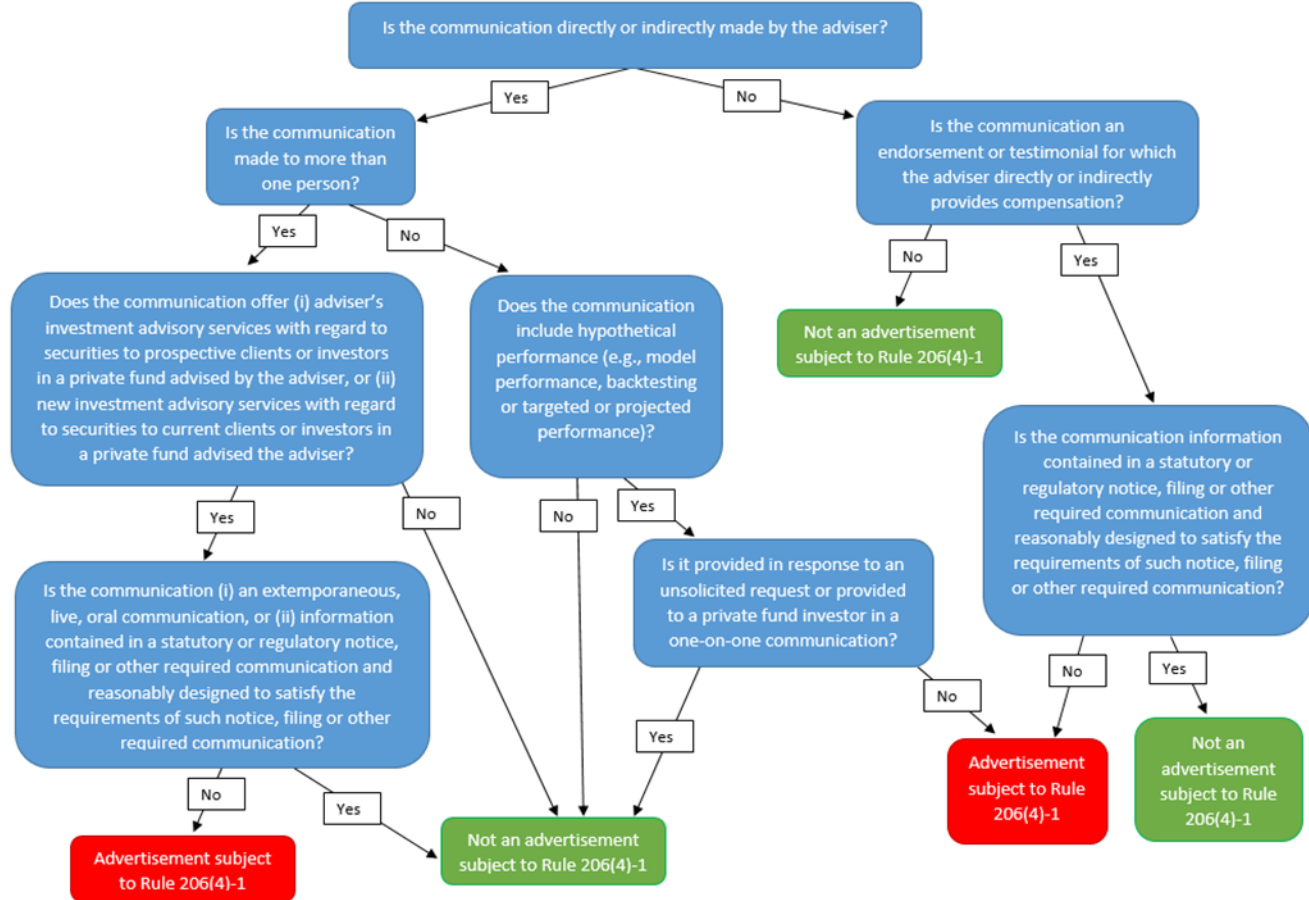 Is the communication directly or indirectly made by the adviser?
Yes
No
Is the communication
made to more than
one person?
Is the communication an
endorsement or testimonial for which
the adviser directly or indirectly
provides compensation?
Yes
No
No
Yes
Does the communication offer (i) adviser's
investment advisory services with regard to
securities to prospective clients or investors
in a private fund advised by the adviser, or (ii)
new investment advisory services with regard
to securities to current clients or investors in
a private fund advised the adviser?
Does the communication
include hypothetical
performance (e.g., model
performance, backtesting
or targeted or projected
performance)?
Not an advertisement
subject to Rule 206(4)-1
Is the communication information
contained in a statutory or
regulatory notice, filing or other
required communication and
reasonably designed to satisfy the
requirements of such notice, filing
or other required communication?
Yes
No
No
Yes
Is the communication (i) an extemporaneous,
live, oral communication, or (ii) information
contained in a statutory or regulatory notice,
filing or other required communication and
reasonably designed to satisfy the
requirements of such notice, filing or other
required communication?
Is it provided in response to an
unsolicited request or provided
to a private fund investor in a
one-on-one communication?
No
Yes
Yes
No
No
Yes
Advertisement subject
to Rule 206(4)-1
Not an advertisement
subject to Rule 206(4)-1
Advertisement
subject to Rule
206(4)-1
Not an
advertisement
subject to Rule
206(4)-1